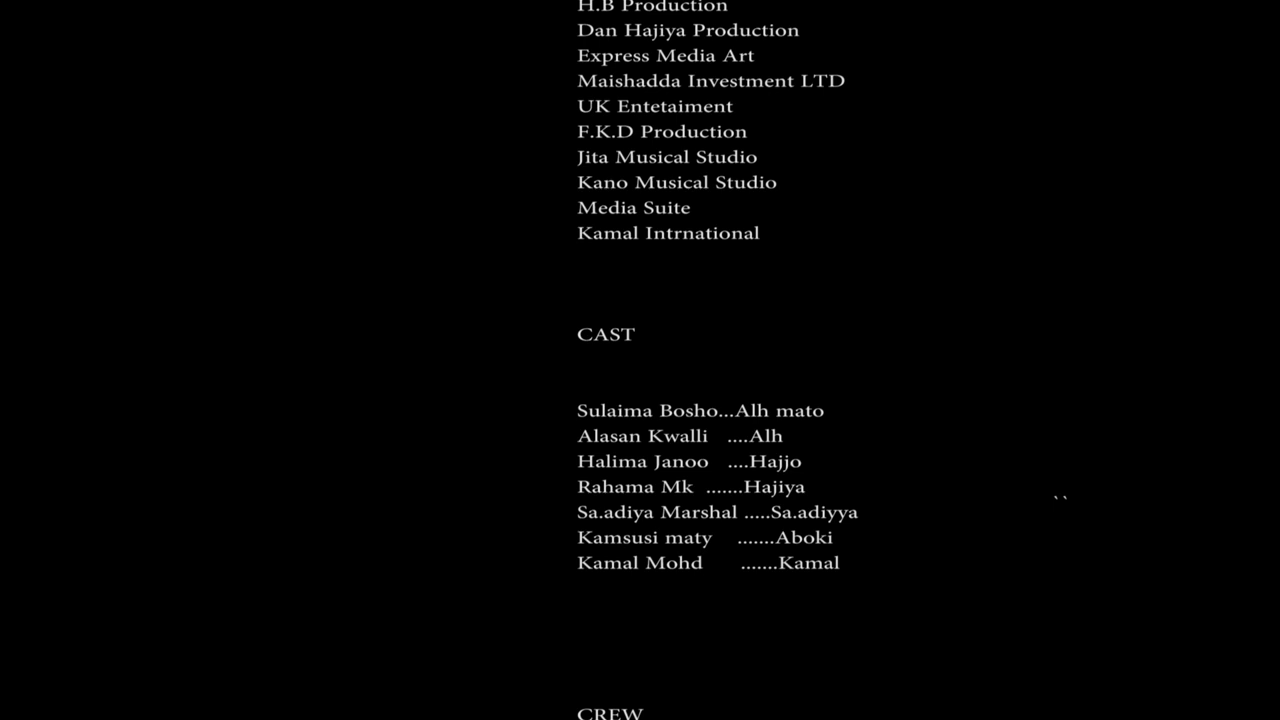 H.B Production
Dan Hajiya Production
Express Media Art
Maishadda Investment LTD
UK Entetaiment
F.K.D Production
Jita Musical Studio
Kano Musical Studio
Media Suite
Kamal Intrnational
CAST
Sulaima Bosho...Alh mato
Alasan Kwalli ....Alh
Halima Janoo ....Hajjo
Rahama Mk .......Hajiya
Sa.adiya Marshal .....Sa.adiyya
``
Kamsusi maty .......Aboki
Kamal Mohd .......Kamal
CREW